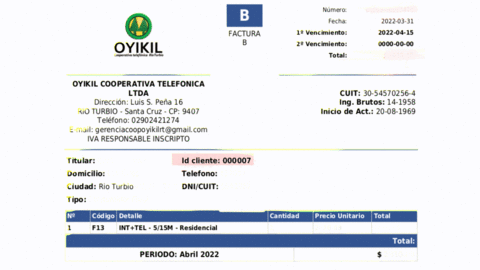 OYIKIL
B
FACTURA
B
Número:
Fecha: 2022-03-31
1º Vencimiento: 2022-04-15
2º Vencimiento: 0000-00-00
Total:
OYIKIL COOPERATIVA TELEFONICA
LTDA
Dirección: Luis S. Peña 16
RIO TURBIO - Santa Cruz - CP: 9407
Teléfono: 02902421274
E-mail: gerenciacoopoyikilrt@gmail.com
IVA RESPONSABLE INSCRIPTO
CUIT: 30-54570256-4
Ing. Brutos: 14-1958
Inicio de Act.: 20-08-1969
Titular: Id cliente: 000007
Domicilio: Telefono:
Ciudad: Rio Turbio DNI/CUIT:
Tipo:
Nº Código Detalle Cantidad Precio Unitario Total
1 F13 INT+TEL - 5/15M - Residencial
Total:
PERIODO: Abril 2022 $